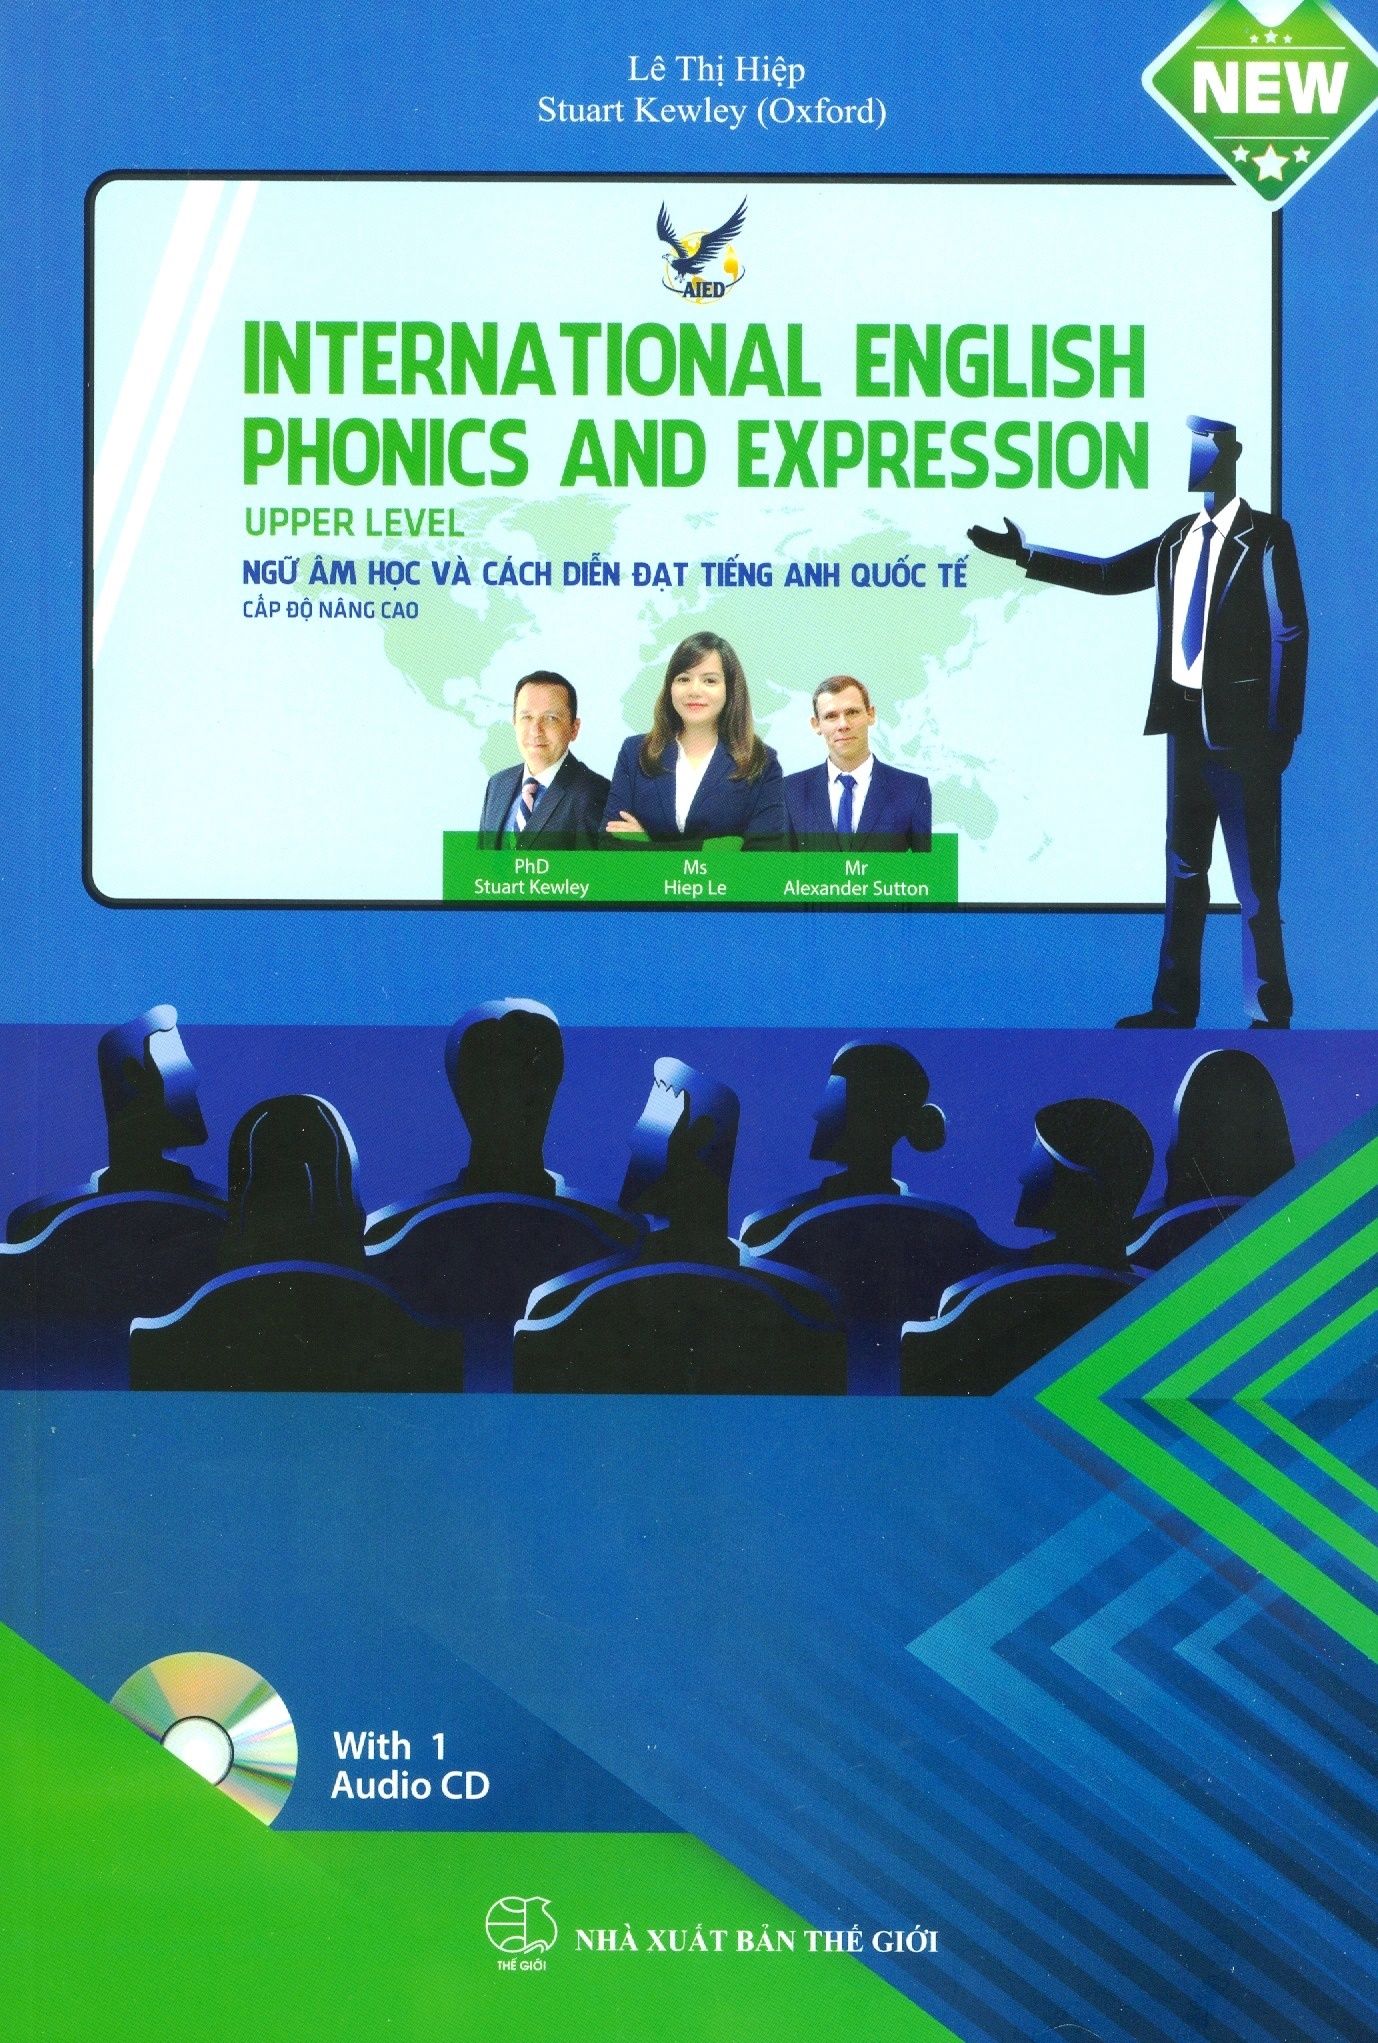 Lê Thị Hiệp
Stuart Kewley (Oxford)
NEW
AIED
INTERNATIONAL ENGLISH
PHONICS AND EXPRESSION
UPPER LEVEL
NGỮ ÂM HỌC VÀ CÁCH DIỄN ĐẠT TIẾNG ANH QUỐC TẾ
CẤP ĐỘ NÂNG CAO
PhD
Stuart Kewley
Ms
Hiep Le
Mr
Alexander Sutton
With 1
Audio CD
THẾ GIỚI
NHÀ XUẤT BẢN THẾ GIỚI